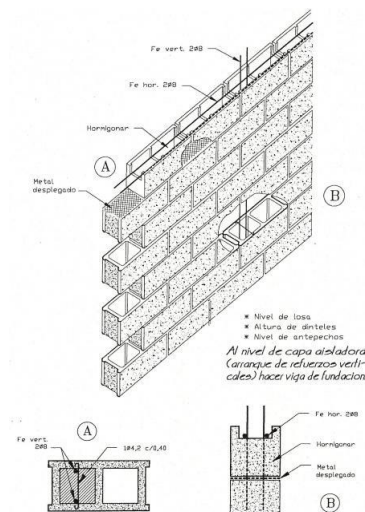 Fe vert. 2ø8
Fe hor. 2ø8
Hormigonar
A
Metal
desplegado
B
* Nivel de losa
* Altura de dinteles
* Nivel de antepechos
Al nivel de capa aisladora
(arranque de refuerzos verti-
cales) hacer viga de fundacion
Fe vert.
2ø8
A
1ø4,2 c/0,40
Fe hor. 2ø8
Hormigonar
Metal
desplegado
B